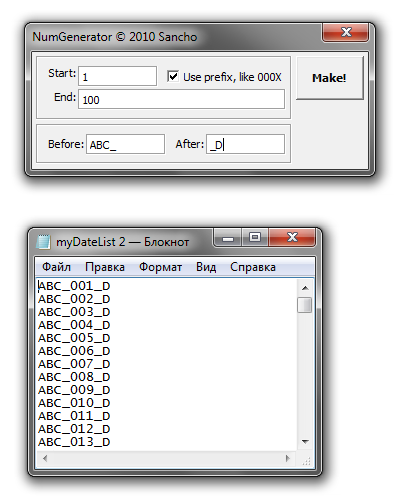 NumGenerator © 2010 Sancho
Start: 1
Use prefix, like 000X
Make!
End: 100
Before: ABC_ After: _D
myDateList 2 — Блокнот
Файл Правка Формат Вид Справка
ABC_001_D
ABC_002_D
ABC_003_D
ABC_004_D
ABC_005_D
ABC_006_D
ABC_007_D
ABC_008_D
ABC_009_D
ABC_010_D
ABC_011_D
ABC_012_D
ABC_013_D